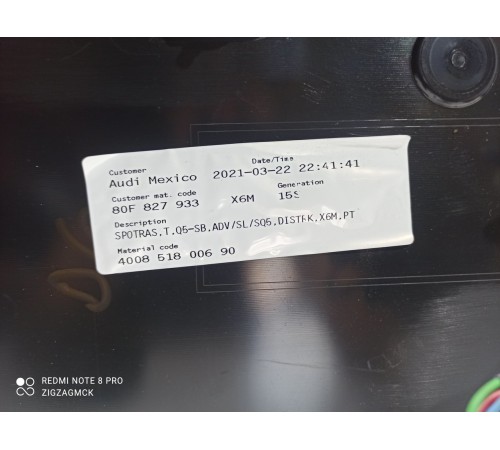 Customer Date/Time
Audi Mexico 2021-03-22 22:41:41
Customer mat. code Generation
80F 827 933 X6M 15S
Description
SPOTRAS.T.Q5-SB.ADV/SL/SQ5.DISTRK.X6M.PT
Material code
4008 518 006 90
REDMI NOTE 8 PRO
ZIGZAGMCK